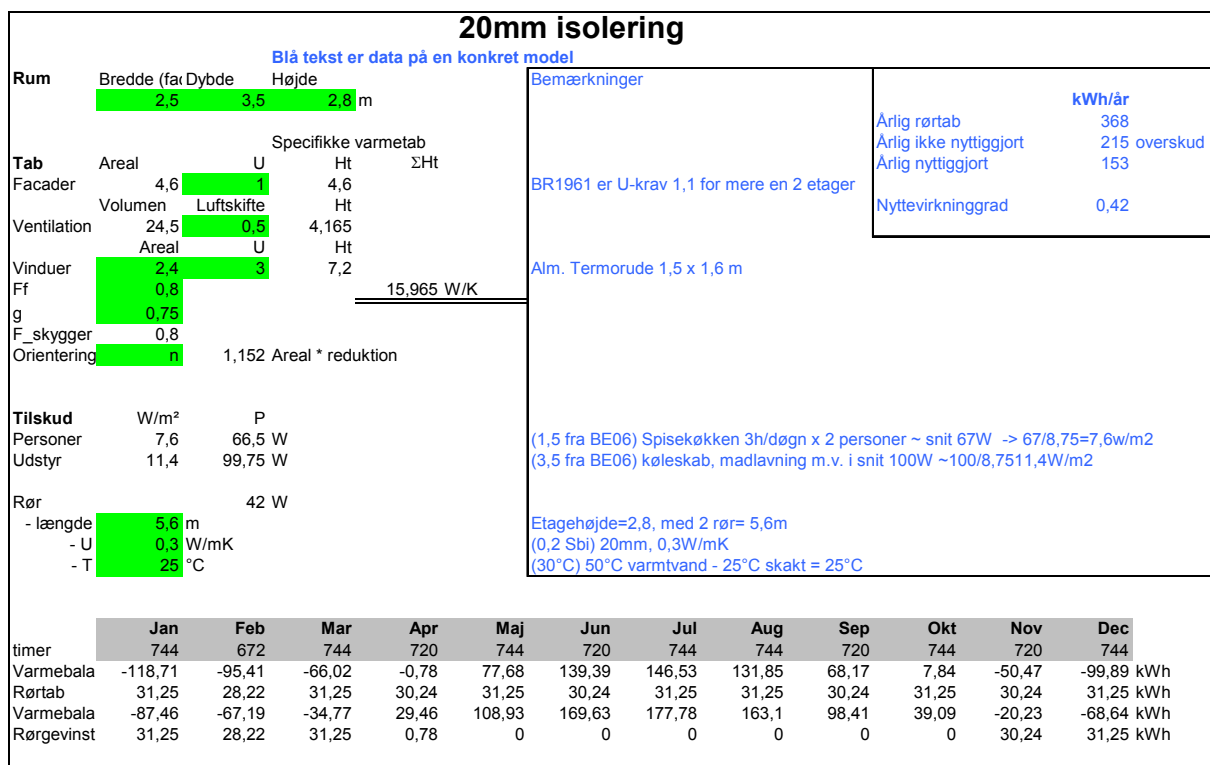 20mm isolering
Blå tekst er data på en konkret model
Rum Bredde (fac Dybde Højde Bemærkninger
2,5 3,5 2,8 m kWh/år
Årlig rørtab 368
Specifikke varmetab Årlig ikke nyttiggjort 215 overskud
Tab Areal U Ht ΣHt Årlig nyttiggjort 153
Facader 4,6 1 4,6 BR1961 er U-krav 1,1 for mere en 2 etager
Volumen Luftskifte Ht Nyttevirkninggrad 0,42
Ventilation 24,5 0,5 4,165
Areal U Ht
Vinduer 2,4 3 7,2 Alm. Termorude 1,5 x 1,6 m
Ff 0,8 15,965 W/K
g 0,75
F_skygger 0,8
Orientering n 1,152 Areal * reduktion
Tilskud W/m² P
Personer 7,6 66,5 W (1,5 fra BE06) Spisekøkken 3h/døgn x 2 personer ~ snit 67W -> 67/8,75=7,6w/m2
Udstyr 11,4 99,75 W (3,5 fra BE06) køleskab, madlavning m.v. i snit 100W ~100/8,7511,4W/m2
Rør 42 W
- længde 5,6 m Etagehøjde=2,8, med 2 rør= 5,6m
- U 0,3 W/mK (0,2 Sbi) 20mm, 0,3W/mK
- T 25 °C (30°C) 50°C varmtvand - 25°C skakt = 25°C
Jan Feb Mar Apr Maj Jun Jul Aug Sep Okt Nov Dec
timer 744 672 744 720 744 720 744 744 720 744 720 744
Varmebala -118,71 -95,41 -66,02 -0,78 77,68 139,39 146,53 131,85 68,17 7,84 -50,47 -99,89 kWh
Rørtab 31,25 28,22 31,25 30,24 31,25 30,24 31,25 31,25 30,24 31,25 30,24 31,25 kWh
Varmebala -87,46 -67,19 -34,77 29,46 108,93 169,63 177,78 163,1 98,41 39,09 -20,23 -68,64 kWh
Rørgevinst 31,25 28,22 31,25 0,78 0 0 0 0 0 0 30,24 31,25 kWh